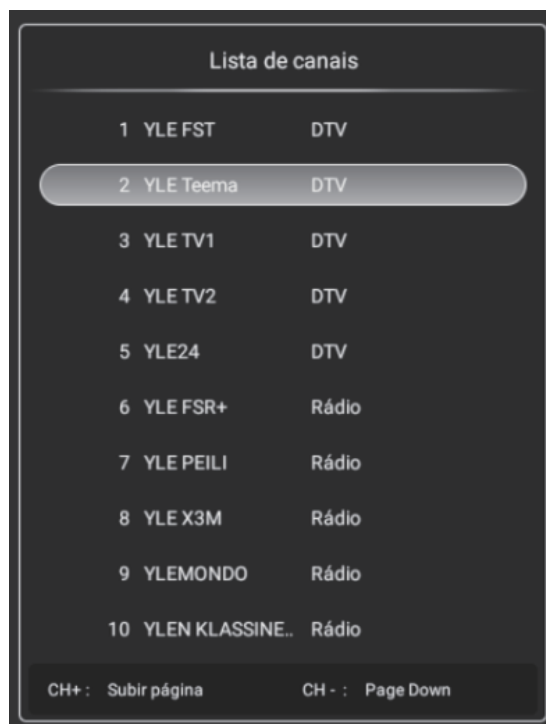 Lista de canais
1 YLE FST DTV
2 YLE Teema DTV
3 YLE TV1 DTV
4 YLE TV2 DTV
5 YLE24 DTV
6 YLE FSR+ Rádio
7 YLE PEILI Rádio
8 YLE X3M Rádio
9 YLEMONDO Rádio
10 YLEN KLASSINE.. Rádio
CH+ : Subir página CH - : Page Down